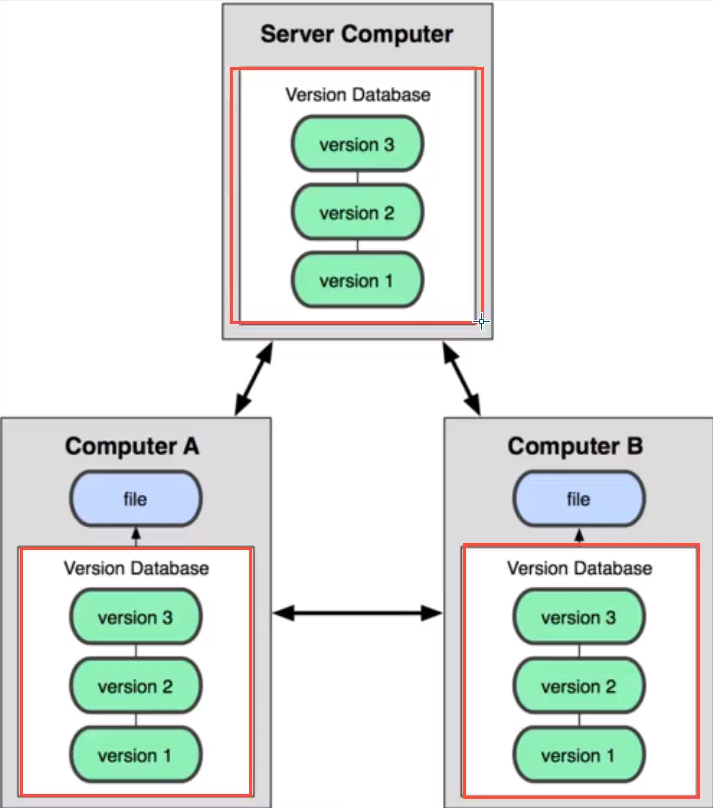 Server Computer
Version Database
version 3
version 2
version 1
Computer A
file
Version Database
version 3
version 2
version 1
Computer B
file
Version Database
version 3
version 2
version 1